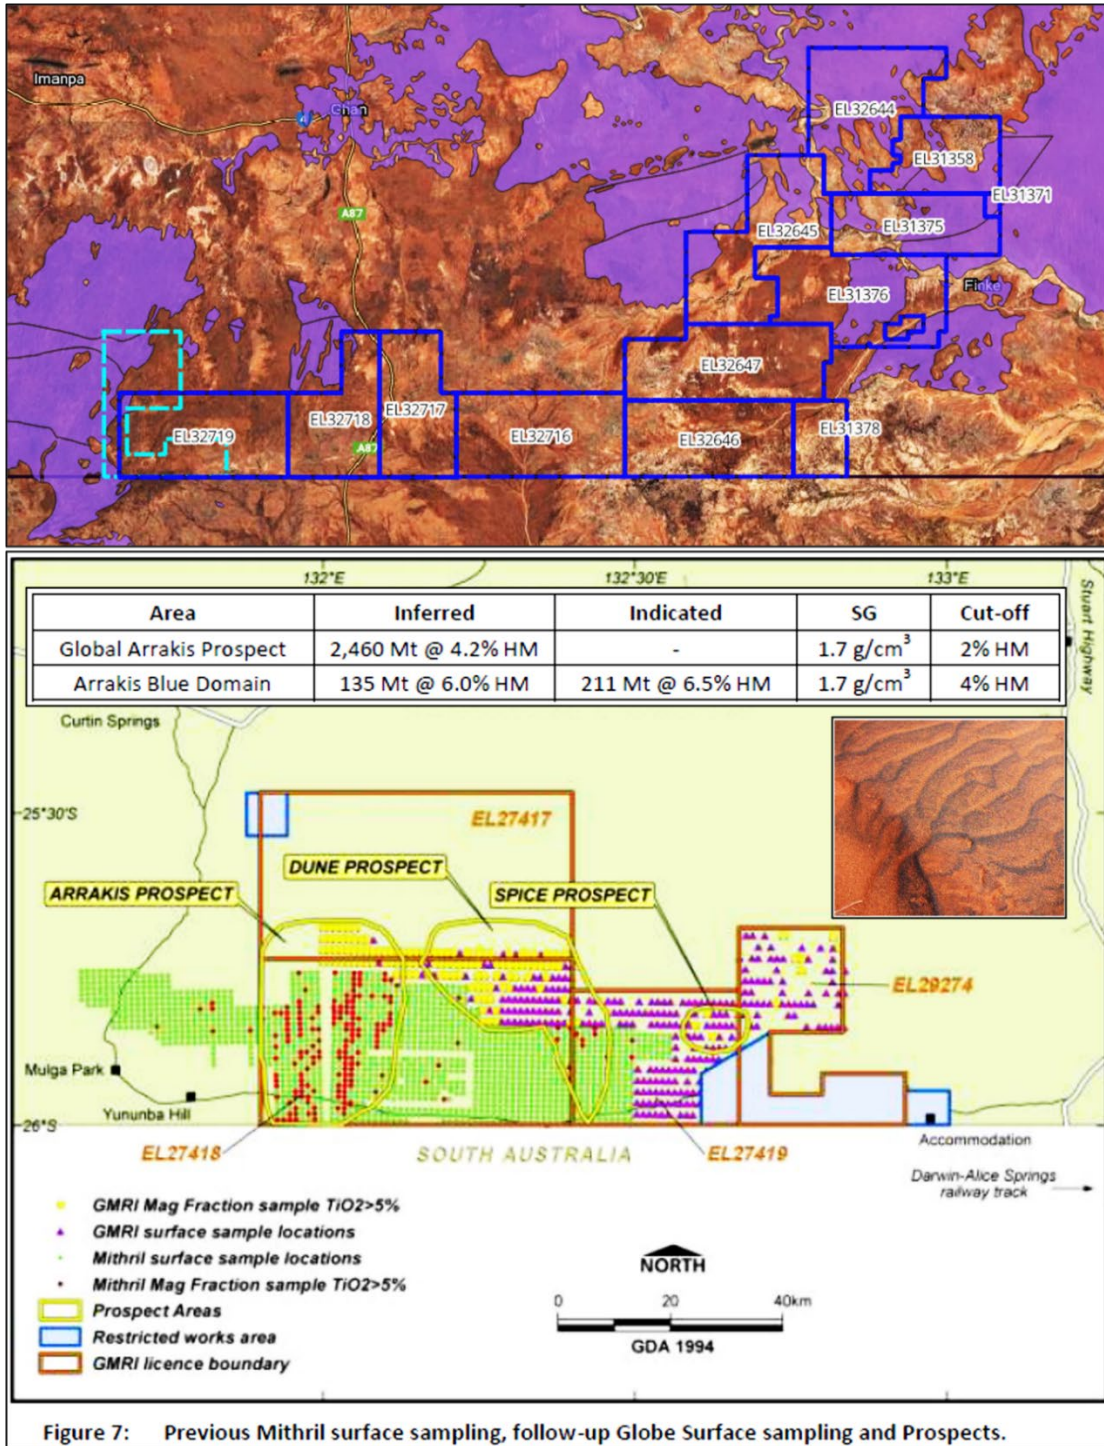 Imanpa
Ghan
A87
EL32644
EL31358
EL31371
EL32645
EL31375
EL31376
Finke
EL32647
EL32719
EL32718
EL32717
EL32716
EL32646
EL31378
A87
132°E
132°30'E
133°E
Stuart Highway
Area Inferred Indicated SG Cut-off
Global Arrakis Prospect 2,460 Mt @ 4.2% HM - 1.7 g/cm³ 2% HM
Arrakis Blue Domain 135 Mt @ 6.0% HM 211 Mt @ 6.5% HM 1.7 g/cm³ 4% HM
Curtin Springs
25°30'S
EL27417
DUNE PROSPECT
ARRAKIS PROSPECT
SPICE PROSPECT
EL29274
Mulga Park
Yununba Hill
26°S
EL27418
SOUTH AUSTRALIA
EL27419
Accommodation
Darwin-Alice Springs
railway track
GMRI Mag Fraction sample TiO2>5%
GMRI surface sample locations
Mithril surface sample locations
Mithril Mag Fraction sample TiO2>5%
Prospect Areas
Restricted works area
GMRI licence boundary
NORTH
0 20 40km
GDA 1994
Figure 7: Previous Mithril surface sampling, follow-up Globe Surface sampling and Prospects.